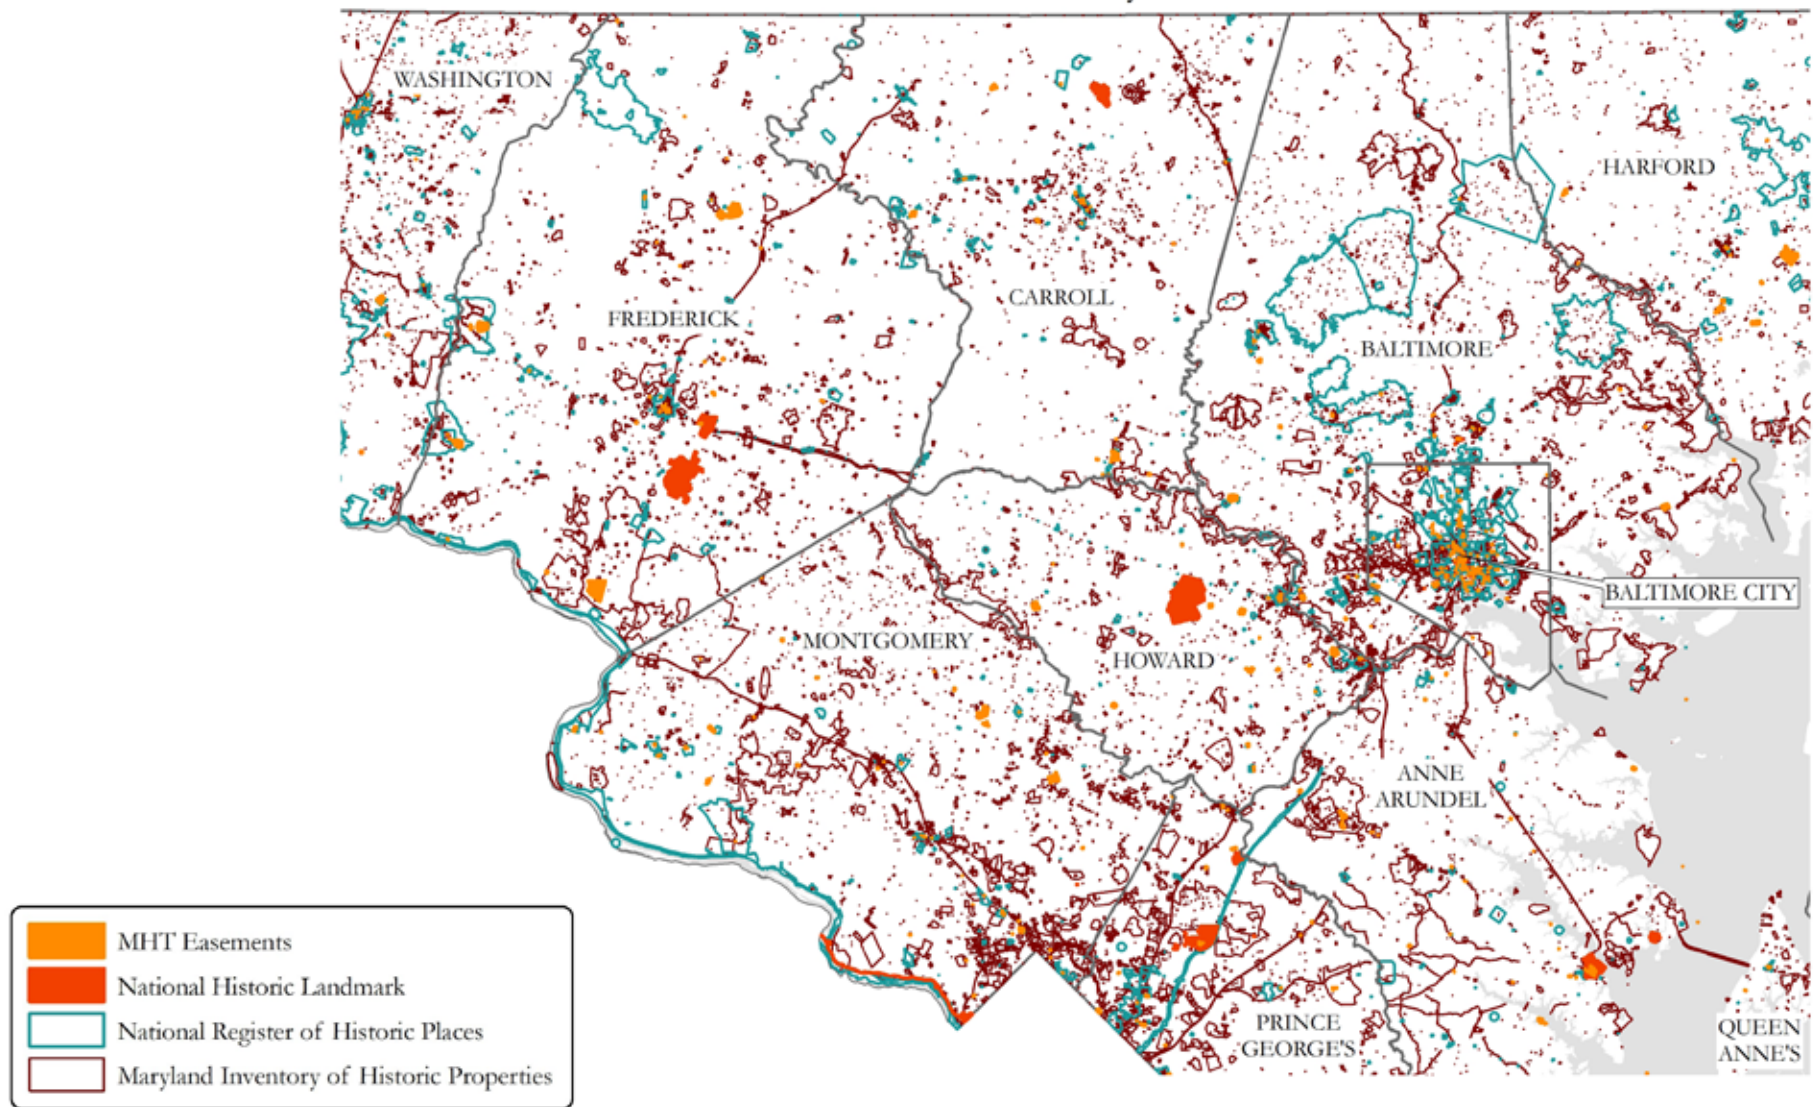 WASHINGTON
HARFORD
CARROLL
FREDERICK
BALTIMORE
BALTIMORE CITY
MONTGOMERY
HOWARD
ANNE
ARUNDEL
PRINCE
GEORGE'S
QUEEN
ANNE'S
MHT Easements
National Historic Landmark
National Register of Historic Places
Maryland Inventory of Historic Properties